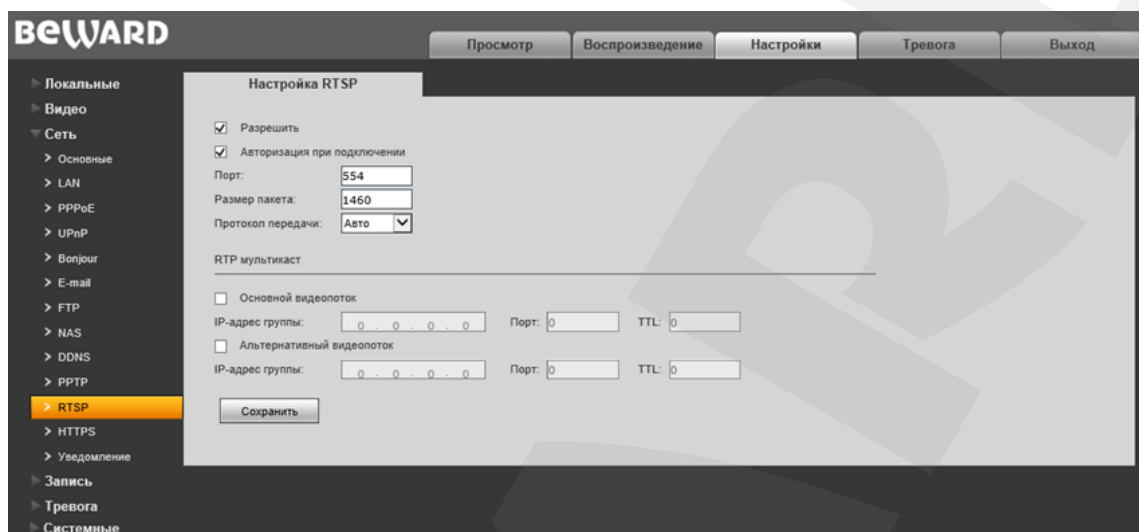 BEWARD
Просмотр Воспроизведение Настройки Тревога Выход
Локальные
Видео
Сеть
Основные
LAN
PPPoE
UPnP
Bonjour
E-mail
FTP
NAS
DDNS
PPTP
RTSP
HTTPS
Уведомление
Запись
Тревога
Системные
Настройка RTSP
Разрешить
Авторизация при подключении
Порт: 554
Размер пакета: 1460
Протокол передачи: Авто
RTP мультикаст
Основной видеопоток
IP-адрес группы: 0 . 0 . 0 . 0 Порт: 0 TTL: 0
Альтернативный видеопоток
IP-адрес группы: 0 . 0 . 0 . 0 Порт: 0 TTL: 0
Сохранить